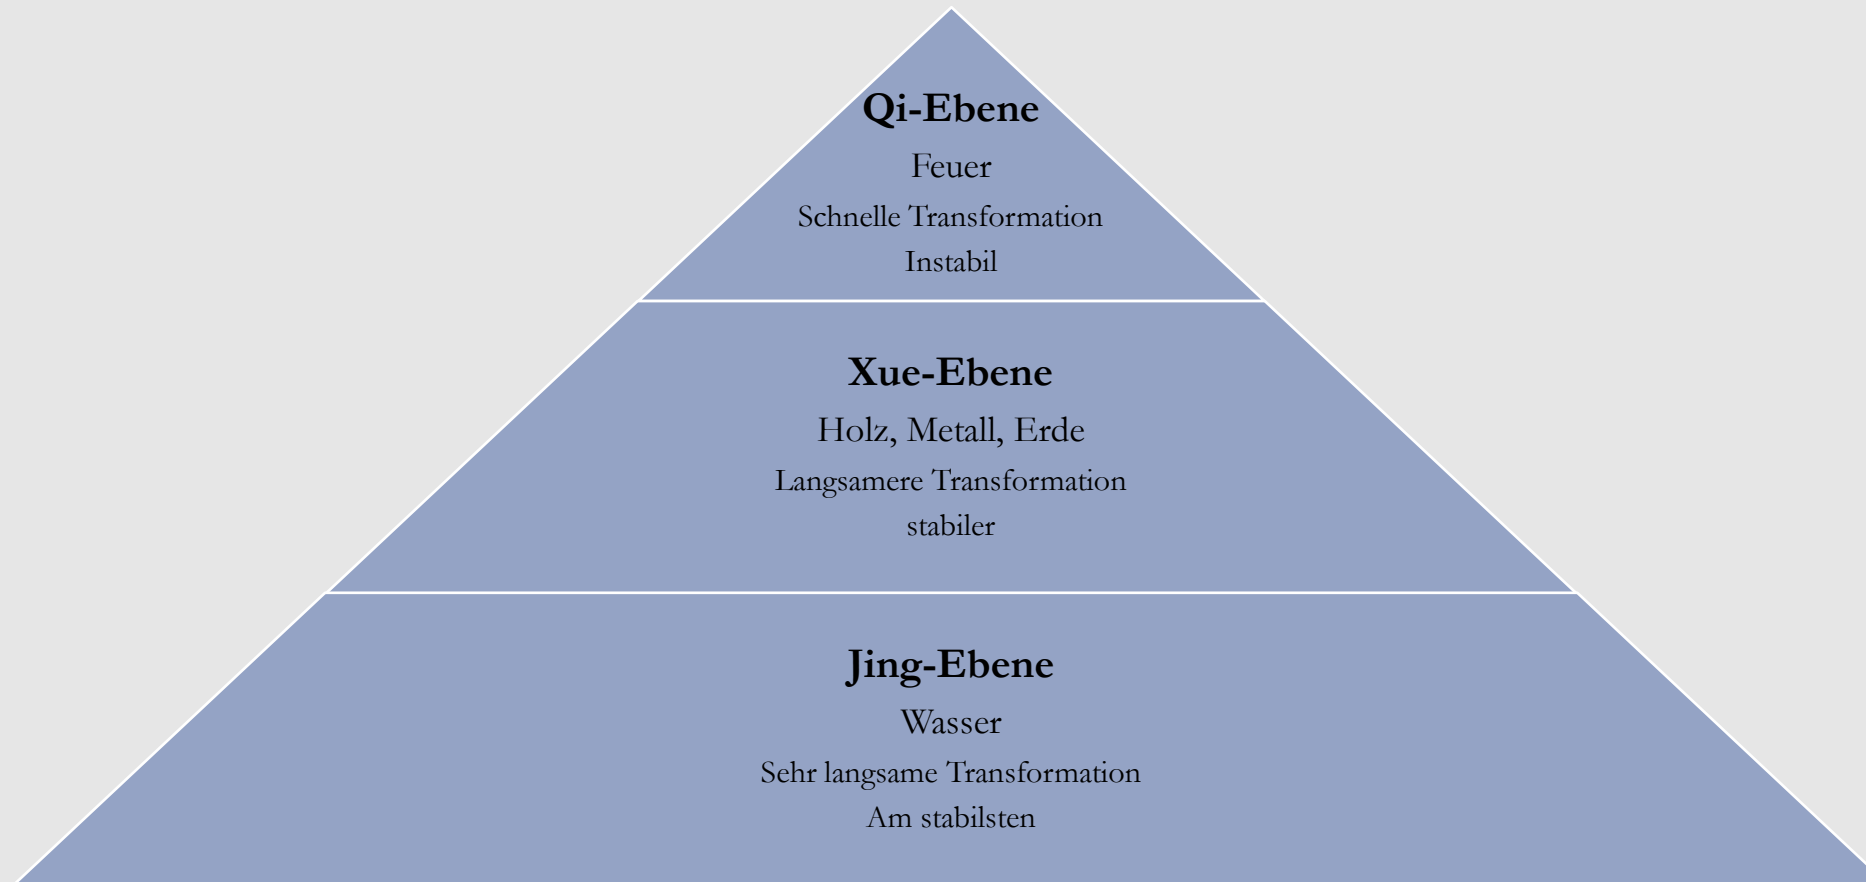 Qi-Ebene
Feuer
Schnelle Transformation
Instabil
Xue-Ebene
Holz, Metall, Erde
Langsamere Transformation
stabiler
Jing-Ebene
Wasser
Sehr langsame Transformation
Am stabilsten